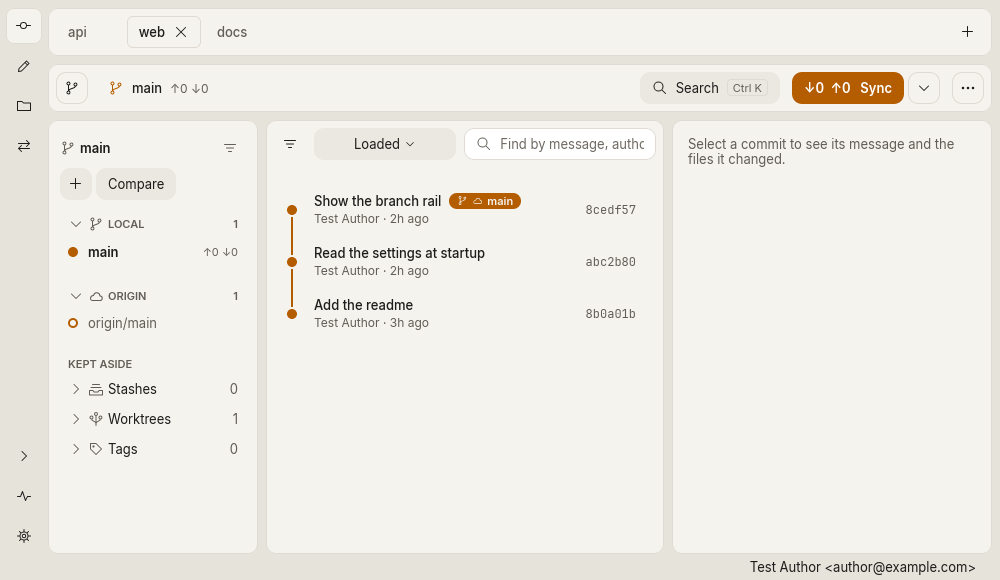 api
web
docs
main ↑0 ↓0
Search Ctrl K
↓0 ↑0 Sync
main
Compare
LOCAL 1
main ↑0 ↓0
ORIGIN 1
origin/main
KEPT ASIDE
Stashes 0
Worktrees 1
Tags 0
Loaded
Find by message, autho
Show the branch rail main
Test Author · 2h ago
8cedf57
Read the settings at startup
Test Author · 2h ago
abc2b80
Add the readme
Test Author · 3h ago
8b0a01b
Select a commit to see its message and the
files it changed.
Test Author <author@example.com>